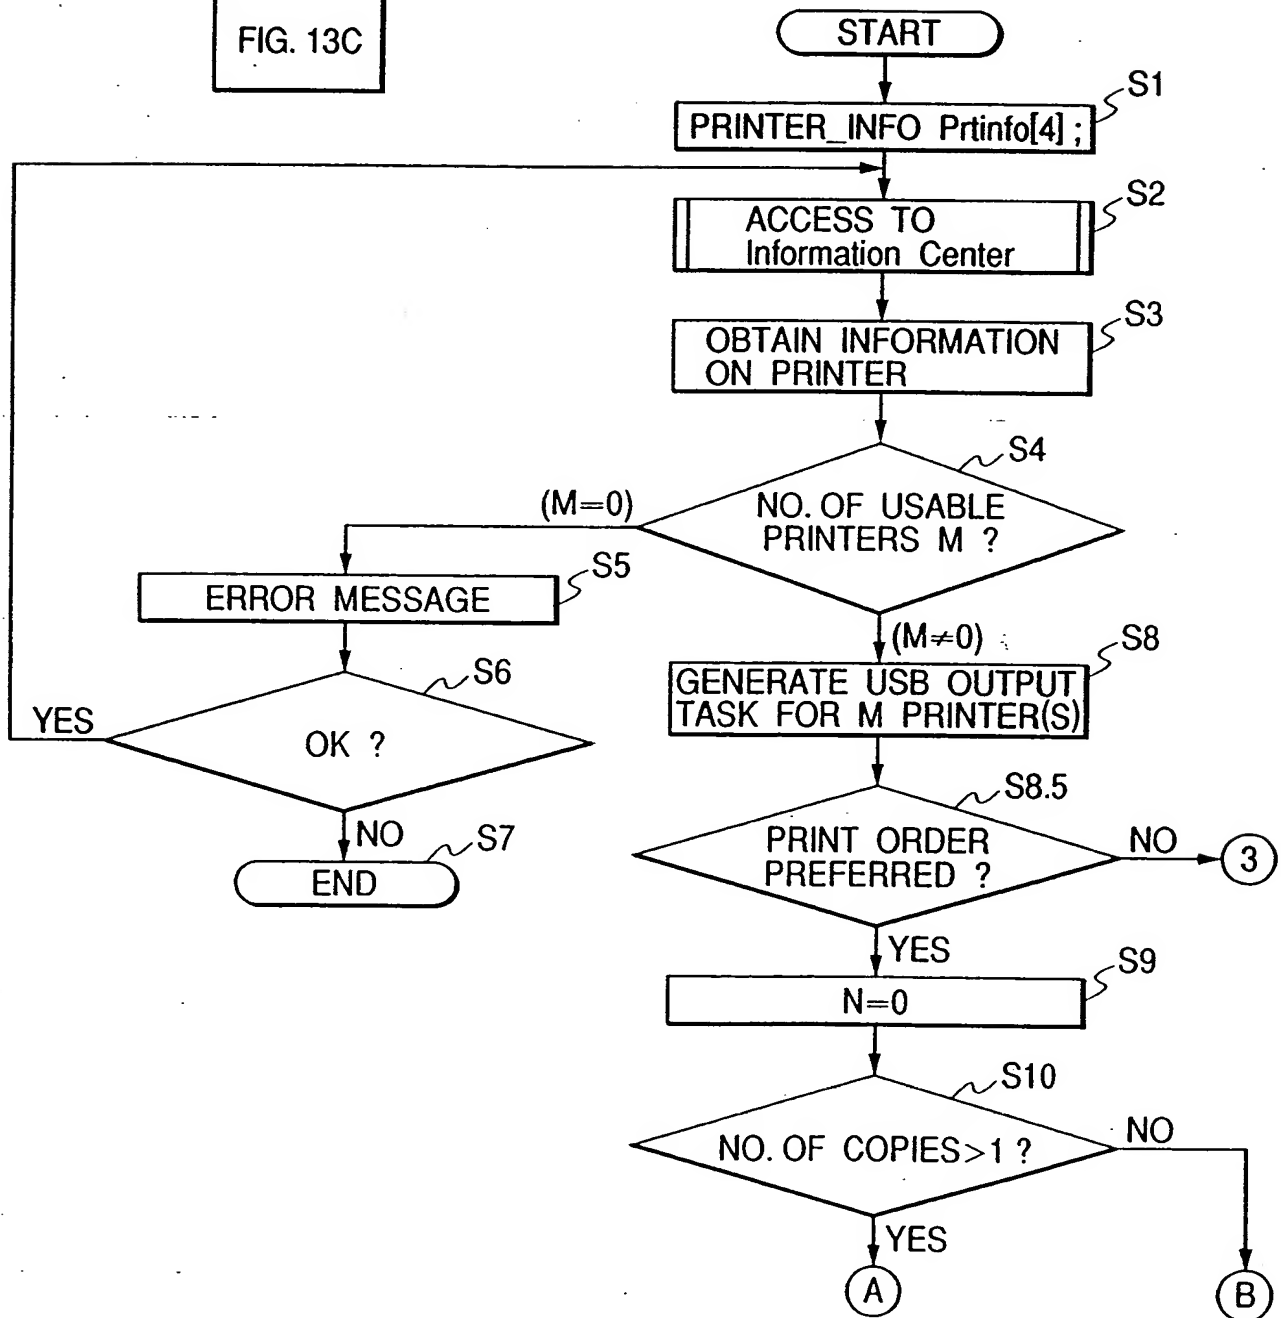 FIG. 13C
START
S1
PRINTER_INFO Prtinfo[4] ;
S2
ACCESS TO
Information Center
S3
OBTAIN INFORMATION
ON PRINTER
S4
(M=0)
NO. OF USABLE
PRINTERS M ?
S5
ERROR MESSAGE
(M≠0)
S8
S6
GENERATE USB OUTPUT
TASK FOR M PRINTER(S)
YES
OK ?
S8.5
NO
S7
PRINT ORDER
PREFERRED ?
NO
3
END
YES
S9
N=0
S10
NO. OF COPIES>1 ?
NO
YES
A
B